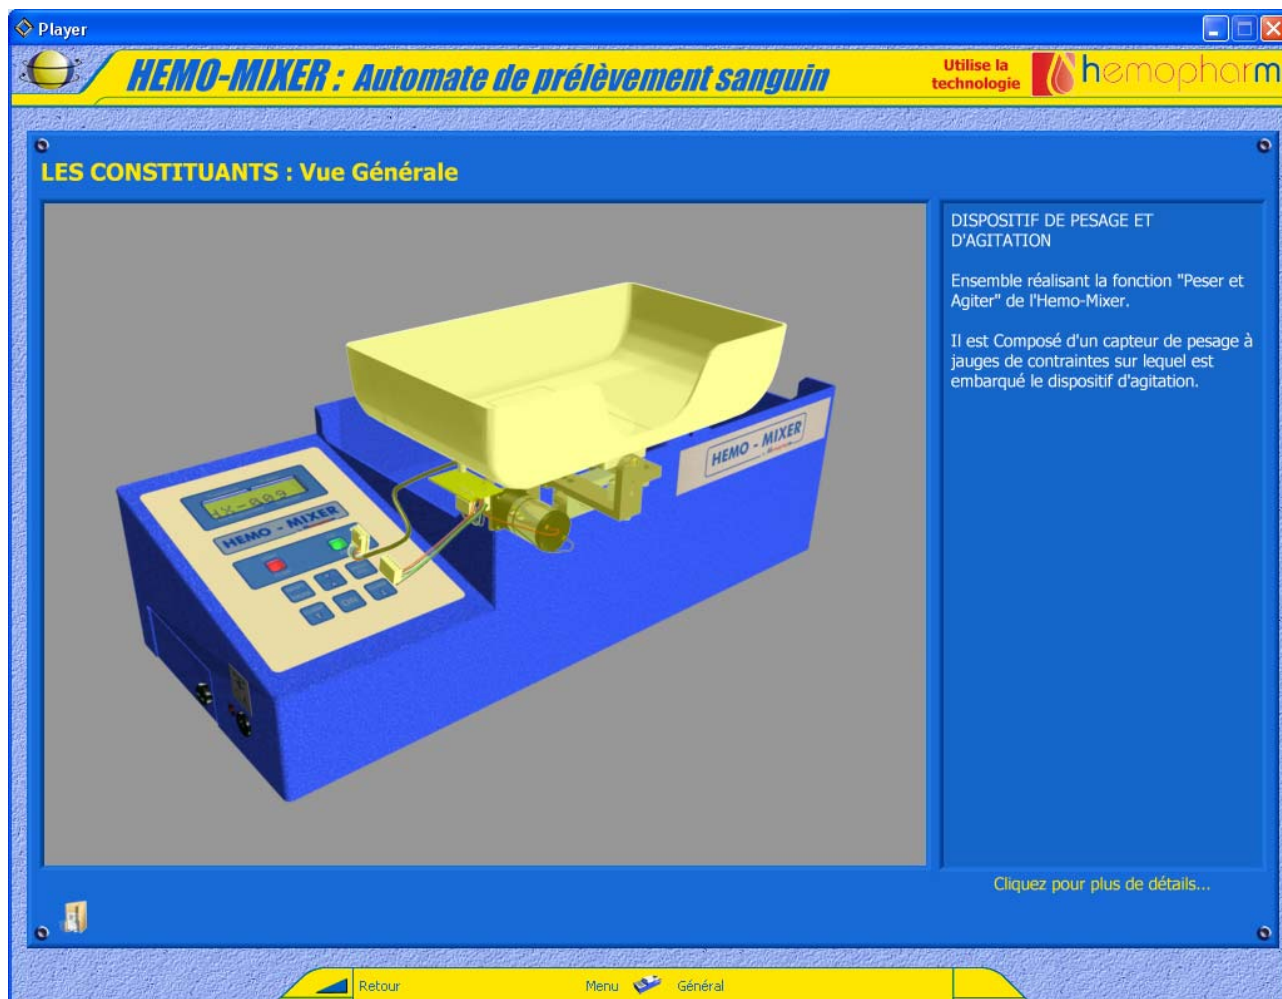 Player
HEMO-MIXER : Automate de prélèvement sanguin
Utilise la
technologie
hemopharm
LES CONSTITUANTS : Vue Générale
DISPOSITIF DE PESAGE ET
D'AGITATION
Ensemble réalisant la fonction "Peser et
Agiter" de l'Hemo-Mixer.
Il est Composé d'un capteur de pesage à
jauges de contraintes sur lequel est
embarqué le dispositif d'agitation.
HEMO - MIXER
HEMO - MIXER
ON
Cliquez pour plus de détails...
Retour
Menu
Général